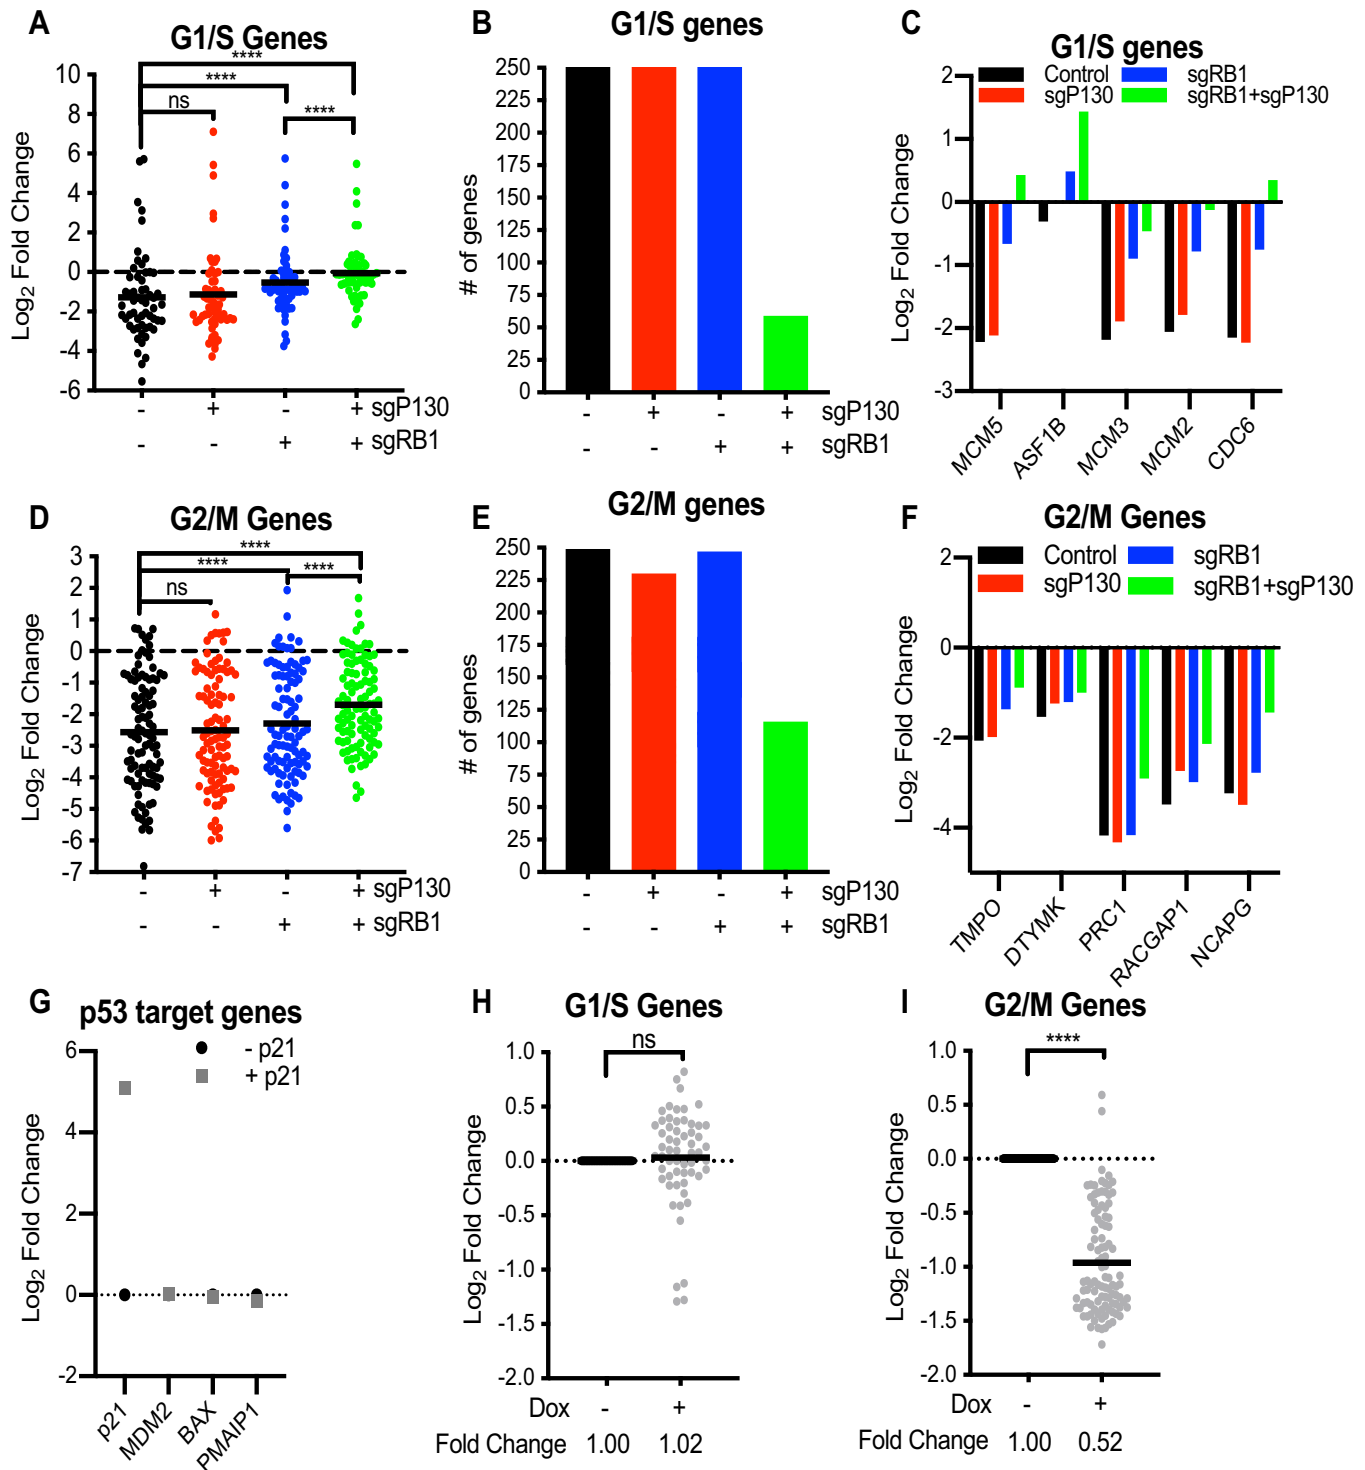 A
G1/S Genes
****
****
ns
****
10
8
6
4
2
0
-2
-4
-6
Log2 Fold Change
- + - + sgP130
- - + + sgRB1
B
G1/S genes
250
225
200
175
150
125
100
75
50
25
0
# of genes
- + - + sgP130
- - + + sgRB1
C
G1/S genes
Control
sgRB1
sgP130
sgRB1+sgP130
2
1
0
-1
-2
-3
Log2 Fold Change
MCM5
ASF1B
MCM3
MCM2
CDC6
D
G2/M Genes
****
****
****
ns
3
2
1
0
-1
-2
-3
-4
-5
-6
-7
Log2 Fold Change
- + - + sgP130
- - + + sgRB1
E
G2/M genes
250
225
200
175
150
125
100
75
50
25
0
# of genes
- + - + sgP130
- - + + sgRB1
F
G2/M Genes
Control
sgRB1
sgP130
sgRB1+sgP130
2
0
-2
-4
Log2 Fold Change
TMPO
DTYMK
PRC1
RACGAP1
NCAPG
G
p53 target genes
- p21
+ p21
6
4
2
0
-2
Log2 Fold Change
p21
MDM2
BAX
PMAIP1
H
G1/S Genes
ns
1.0
0.5
0.0
-0.5
-1.0
-1.5
-2.0
Log2 Fold Change
Dox - +
Fold Change 1.00 1.02
I
G2/M Genes
****
1.0
0.5
0.0
-0.5
-1.0
-1.5
-2.0
Log2 Fold Change
Dox - +
Fold Change 1.00 0.52